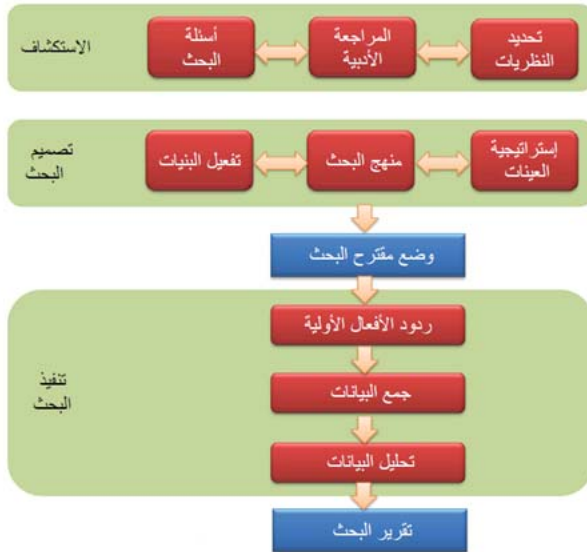 الاستكشاف
تحديد
النظريات
المراجعة
الأدبية
أسئلة
البحث
تصميم
البحث
إستراتيجية
العينات
منهج البحث
تفعيل البنيات
وضع مقترح البحث
تنفيذ
البحث
ردود الأفعال الأولية
جمع البيانات
تحليل البيانات
تقرير البحث